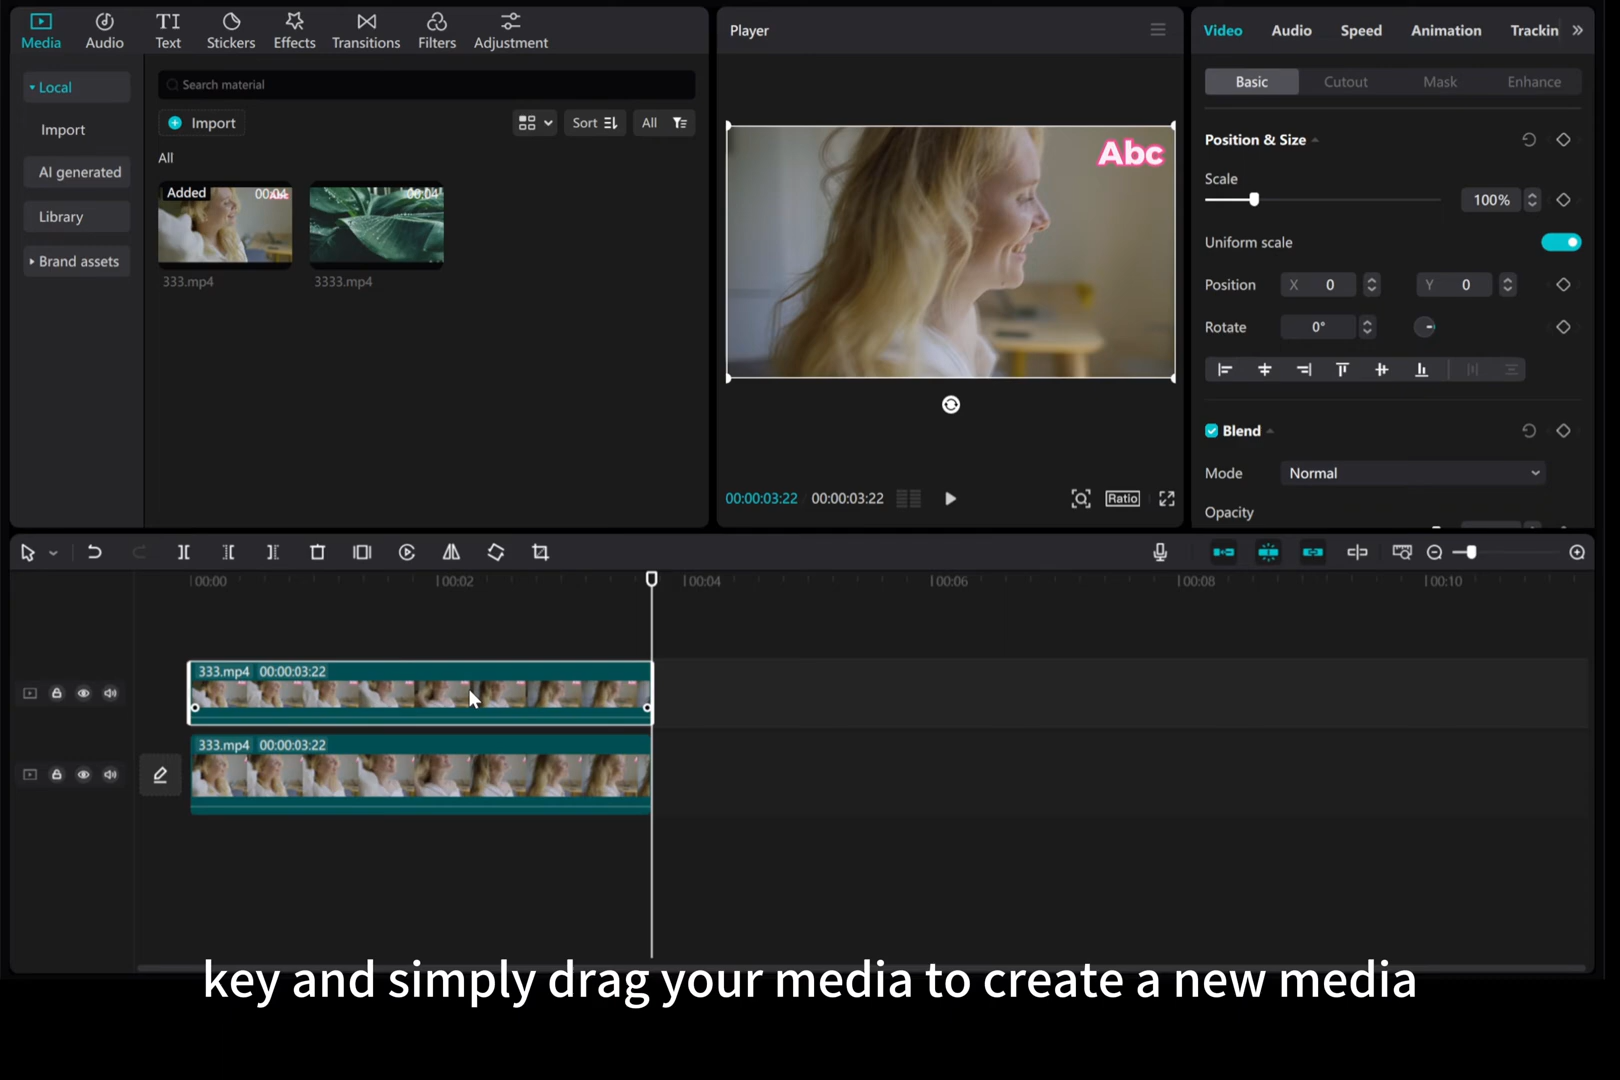 Media
Audio
TI
Text
Stickers
Effects
Transitions
Filters
Adjustment
Local
Import
AI generated
Library
Brand assets
Search material
Import
Sort
All
All
Added
00:04
00:04
333.mp4
3333.mp4
Player
Abc
00:00:03:22
00:00:03:22
Ratio
Video
Audio
Speed
Animation
Trackin
Basic
Cutout
Mask
Enhance
Position & Size
Scale
100%
Uniform scale
Position
X 0
Y 0
Rotate
0°
Blend
Mode
Normal
Opacity
00:00
00:02
00:04
00:06
00:08
00:10
333.mp4 00:00:03:22
333.mp4 00:00:03:22
key and simply drag your media to create a new media